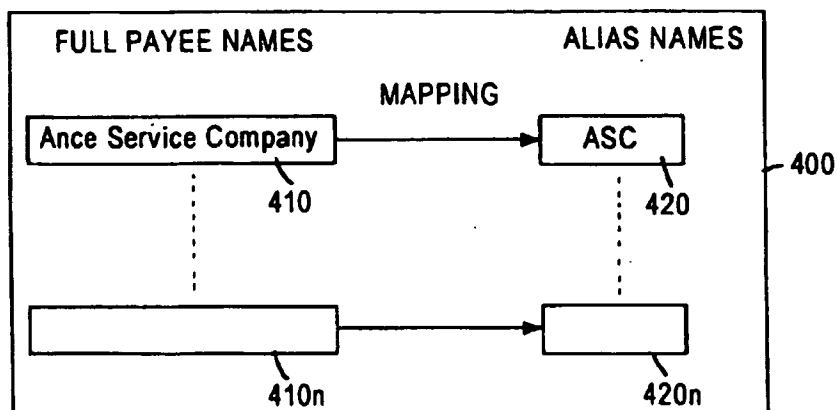 FULL PAYEE NAMES ALIAS NAMES
MAPPING
Ance Service Company ASC
400
410 420
410n 420n